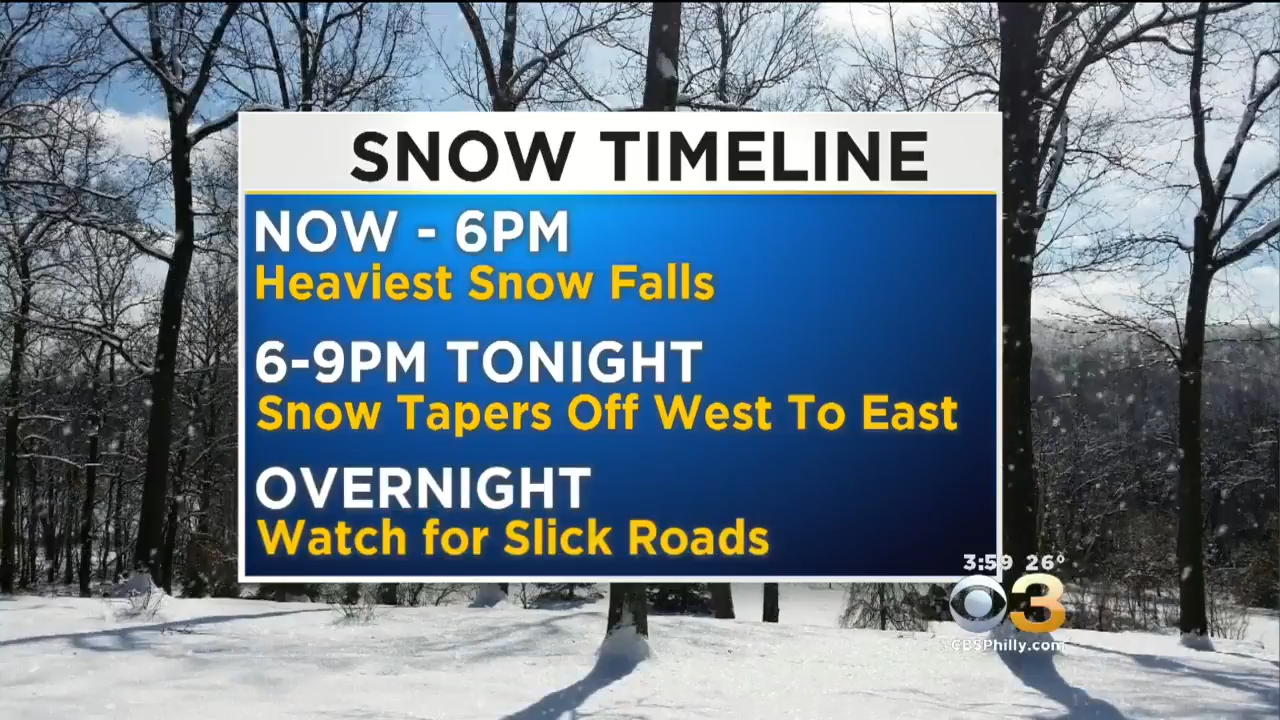 SNOW TIMELINE
NOW - 6PM
Heaviest Snow Falls
6-9PM TONIGHT
Snow Tapers Off West To East
OVERNIGHT
Watch for Slick Roads
3:59 26°
3
CBSPhilly.com